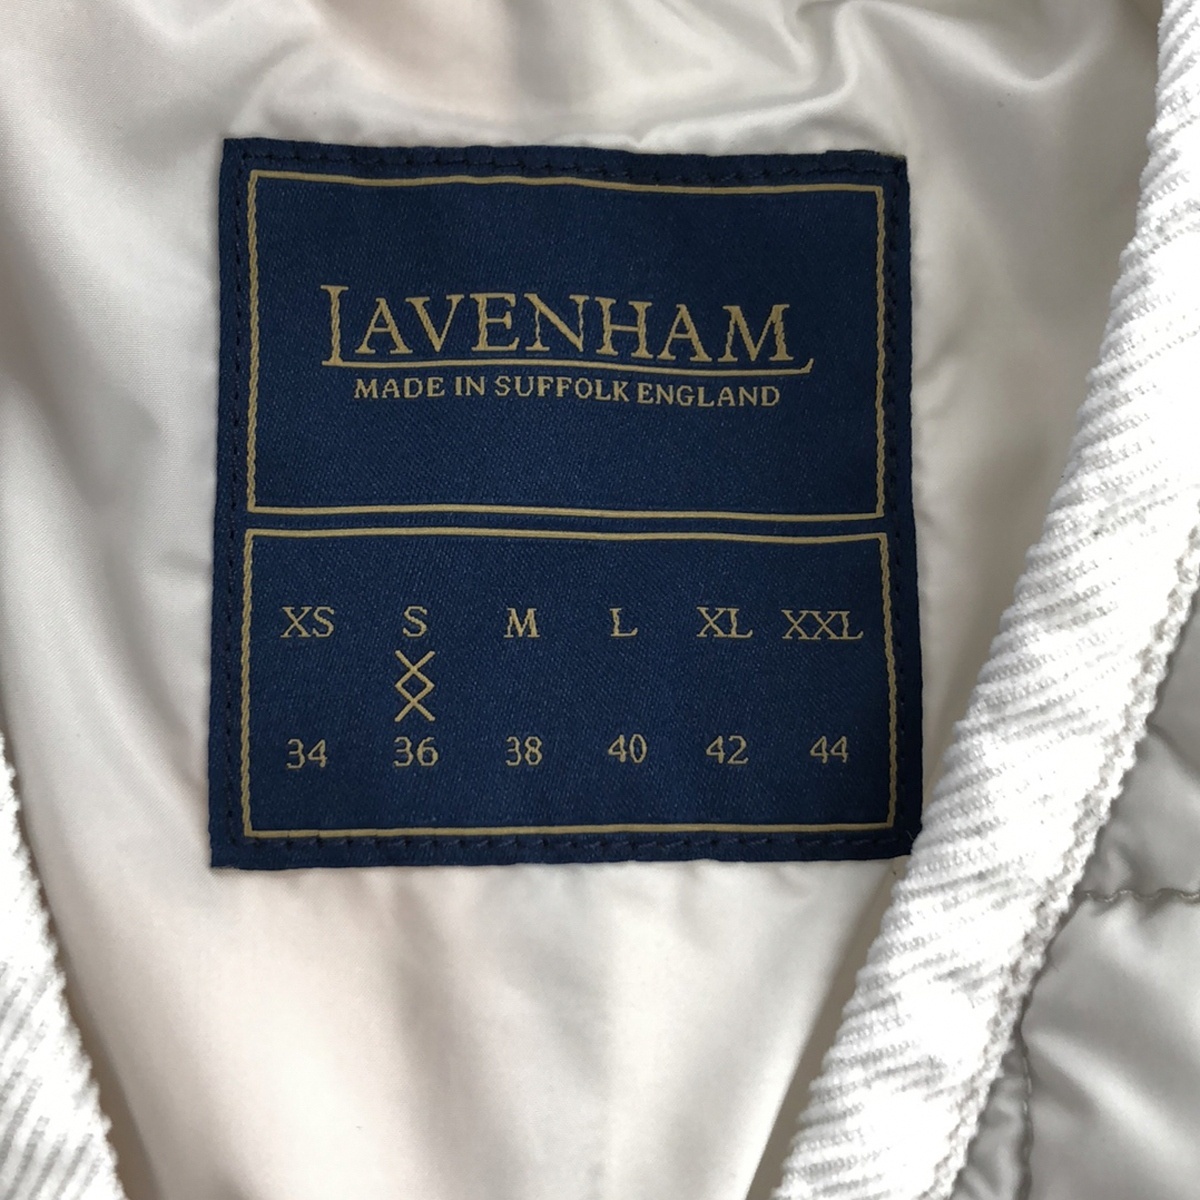 LAVENHAM
MADE IN SUFFOLK ENGLAND
XS S M L XL XXL
34 36 38 40 42 44